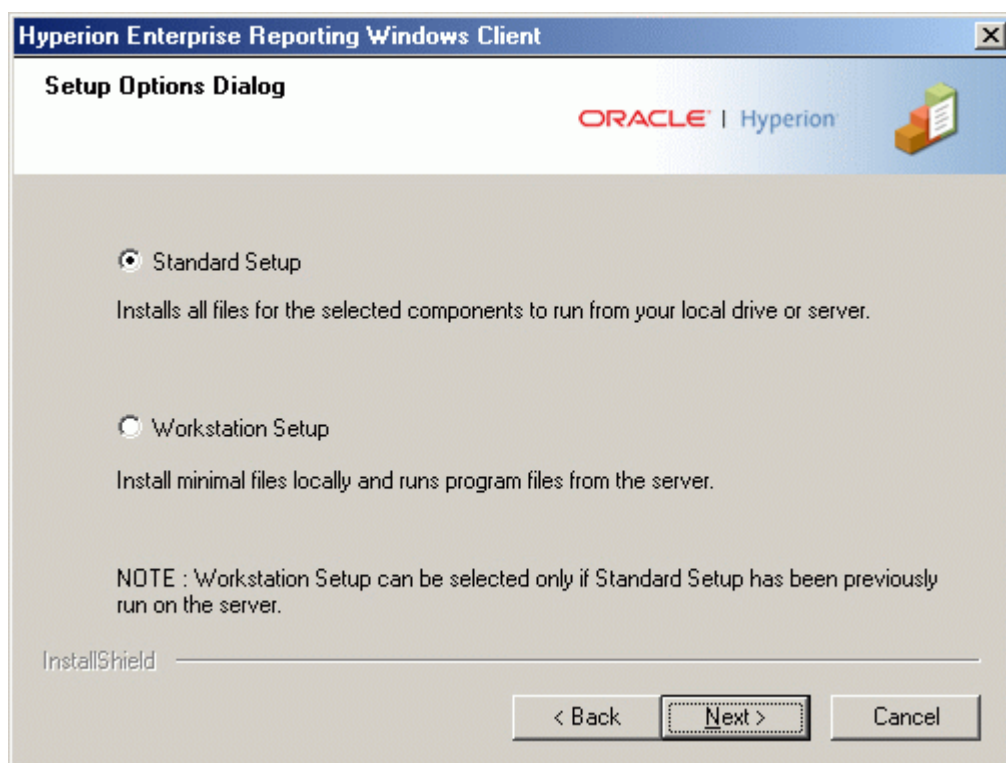 Hyperion Enterprise Reporting Windows Client
Setup Options Dialog
ORACLE | Hyperion
Standard Setup
Installs all files for the selected components to run from your local drive or server.
Workstation Setup
Install minimal files locally and runs program files from the server.
NOTE : Workstation Setup can be selected only if Standard Setup has been previously
run on the server.
InstallShield
< Back
Next >
Cancel